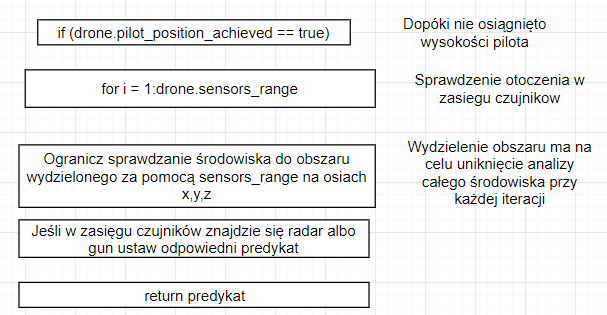 if (drone.pilot_position_achieved == true)
Dopóki nie osiągnięto
wysokości pilota
for i = 1:drone.sensors_range
Sprawdzenie otoczenia w
zasiegu czujnikow
Ogranicz sprawdzanie środowiska do obszaru
wydzielonego za pomocą sensors_range na osiach
x,y,z
Wydzielenie obszaru ma na
celu uniknięcie analizy
całego środowiska przy
każdej iteracji
Jeśli w zasięgu czujników znajdzie się radar albo
gun ustaw odpowiedni predykat
return predykat